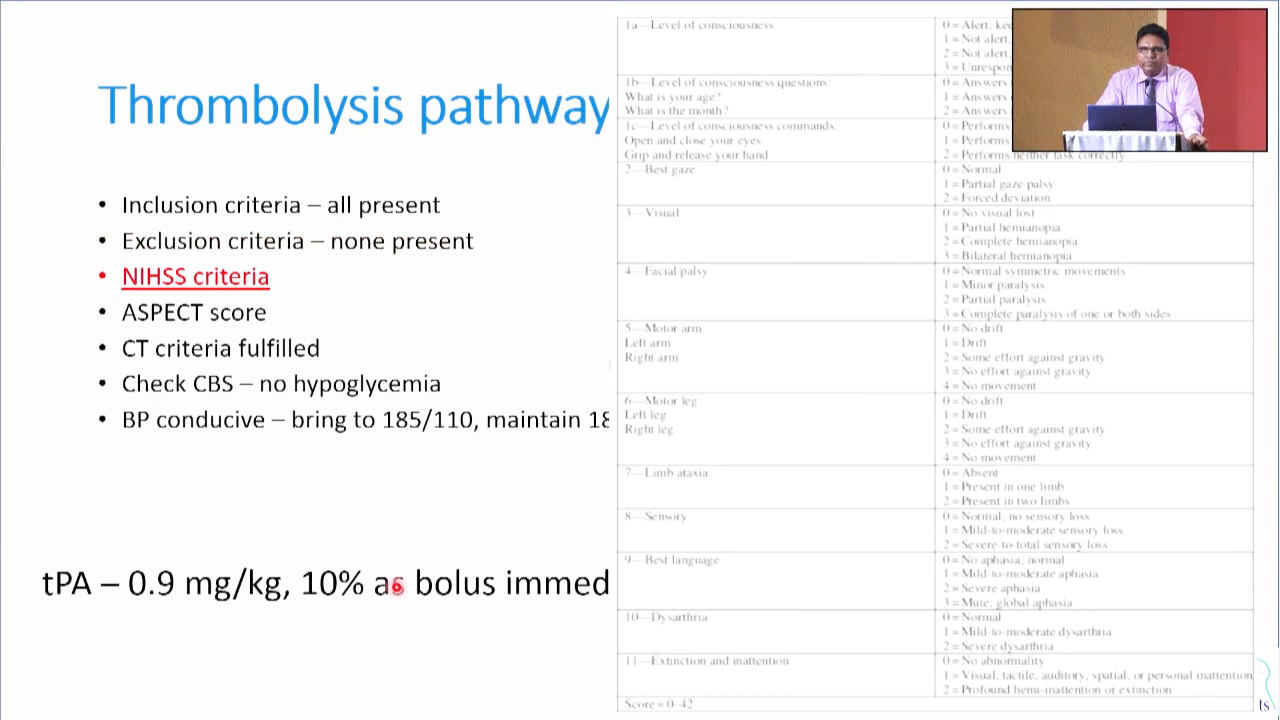 Thrombolysis pathway
• Inclusion criteria – all present
• Exclusion criteria – none present
• NIHSS criteria
• ASPECT score
• CT criteria fulfilled
• Check CBS – no hypoglycemia
• BP conducive – bring to 185/110, maintain 18
tPA – 0.9 mg/kg, 10% as bolus immed
1a—Level of consciousness
0 = Alert,
1 = Not alert,
2 = Not alert
3 = Unrespon
1b—Level of consciousness questions:
What is your age?
What is the month?
0 = Answers
1 = Answers
2 = Answers
1c—Level of consciousness commands:
Open and close your eyes
Grip and release your hand
0 = Performs
1 = Performs
2 = Performs neither task correctly
2—Best gaze
0 = Normal
1 = Partial gaze palsy
2 = Forced deviation
3—Visual
0 = No visual lost
1 = Partial hemianopia
2 = Complete hemianopia
3 = Bilateral hemianopia
4—Facial palsy
0 = Normal symmetric movements
1 = Minor paralysis
2 = Partial paralysis
3 = Complete paralysis of one or both sides
5—Motor arm
Left arm
Right arm
0 = No drift
1 = Drift
2 = Some effort against gravity
3 = No effort against gravity
4 = No movement
6—Motor leg
Left leg
Right leg
0 = No drift
1 = Drift
2 = Some effort against gravity
3 = No effort against gravity
4 = No movement
7—Limb ataxia
0 = Absent
1 = Present in one limb
2 = Present in two limbs
8—Sensory
0 = Normal, no sensory loss
1 = Mild-to-moderate sensory loss
2 = Severe-to-total sensory loss
9—Best language
0 = No aphasia; normal
1 = Mild-to-moderate aphasia
2 = Severe aphasia
3 = Mute; global aphasia
10—Dysarthria
0 = Normal
1 = Mild-to-moderate dysarthria
2 = Severe dysarthria
11—Extinction and inattention
0 = No abnormality
1 = Visual, tactile, auditory, spatial, or personal inattention
2 = Profound hemi-inattention or extinction
Score = 0–42
ls